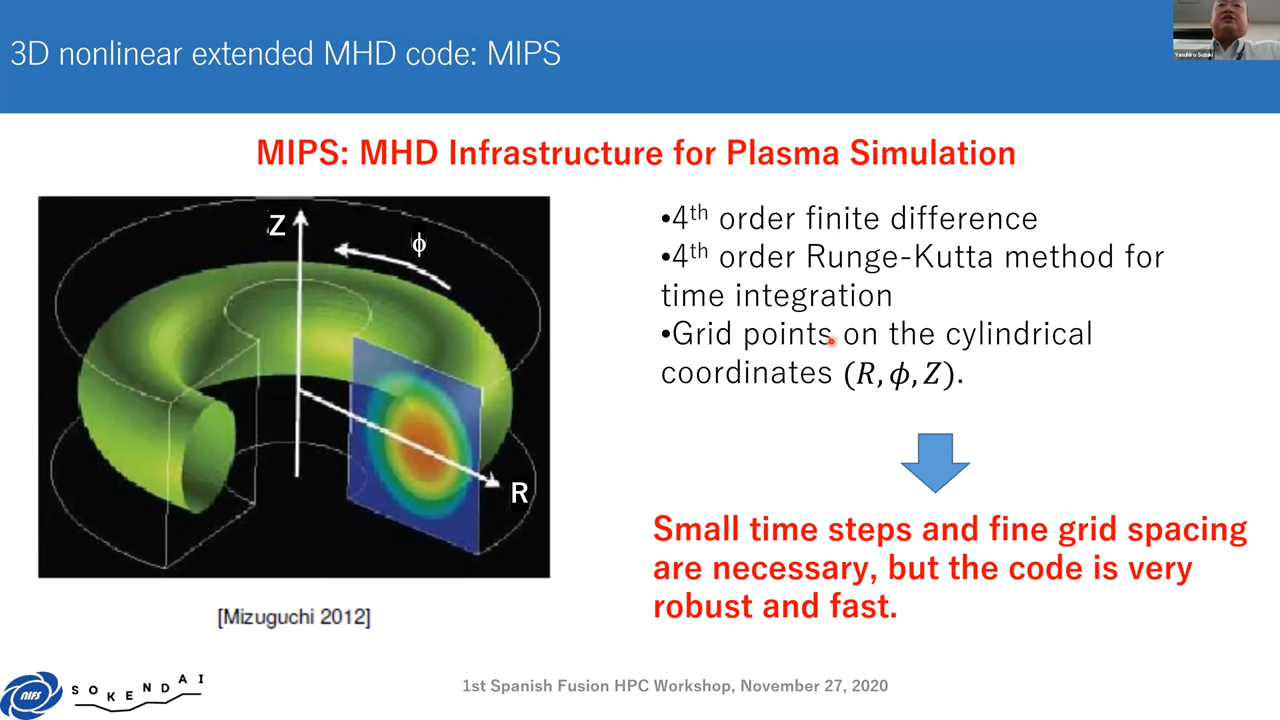 3D nonlinear extended MHD code: MIPS
Yasuhiro Suzuki
MIPS: MHD Infrastructure for Plasma Simulation
Z
ϕ
R
[Mizuguchi 2012]
•4th order finite difference
•4th order Runge-Kutta method for
time integration
•Grid points on the cylindrical
coordinates (R, ϕ, Z).
Small time steps and fine grid spacing
are necessary, but the code is very
robust and fast.
NIFS
SOKENDAI
1st Spanish Fusion HPC Workshop, November 27, 2020